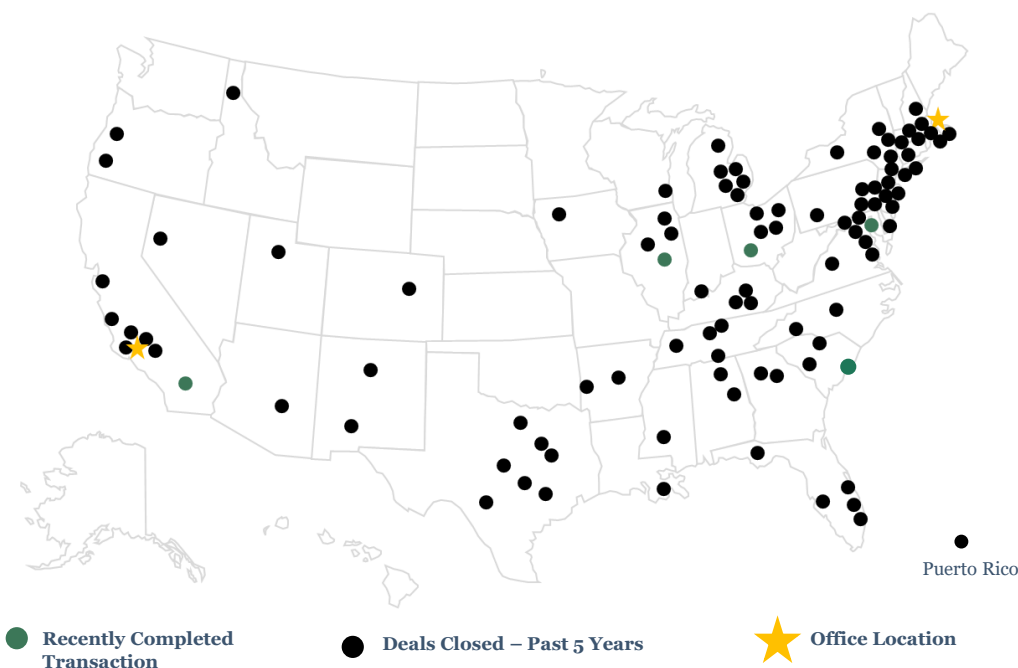 Puerto Rico
Recently Completed
Transaction
Deals Closed – Past 5 Years
Office Location